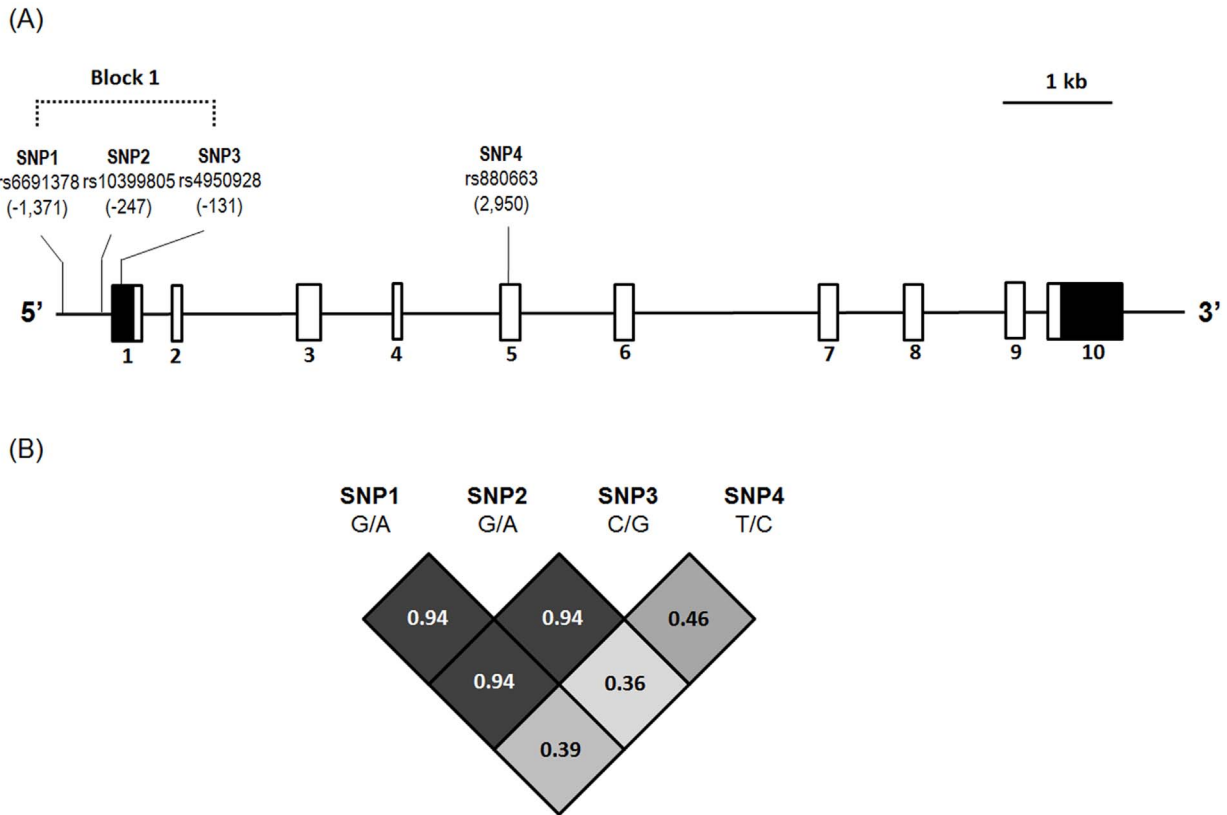 (A)
Block 1
1 kb
SNP1 SNP2 SNP3 SNP4
rs6691378 rs10399805 rs4950928 rs880663
(-1,371) (-247) (-131) (2,950)
5’ 3’
1 2 3 4 5 6 7 8 9 10
(B)
SNP1 SNP2 SNP3 SNP4
G/A G/A C/G T/C
0.94 0.94 0.46
0.94 0.36
0.39